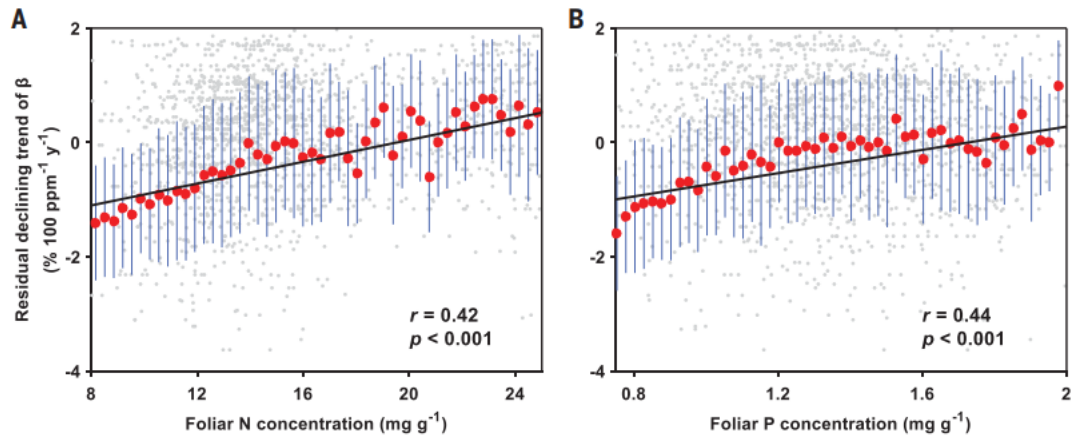 A
B
Residual declining trend of β
(% 100 ppm⁻¹ y⁻¹)
2
0
-2
-4
r = 0.42
p < 0.001
8
12
16
20
24
Foliar N concentration (mg g⁻¹)
2
0
-2
-4
r = 0.44
p < 0.001
0.8
1.2
1.6
2
Foliar P concentration (mg g⁻¹)